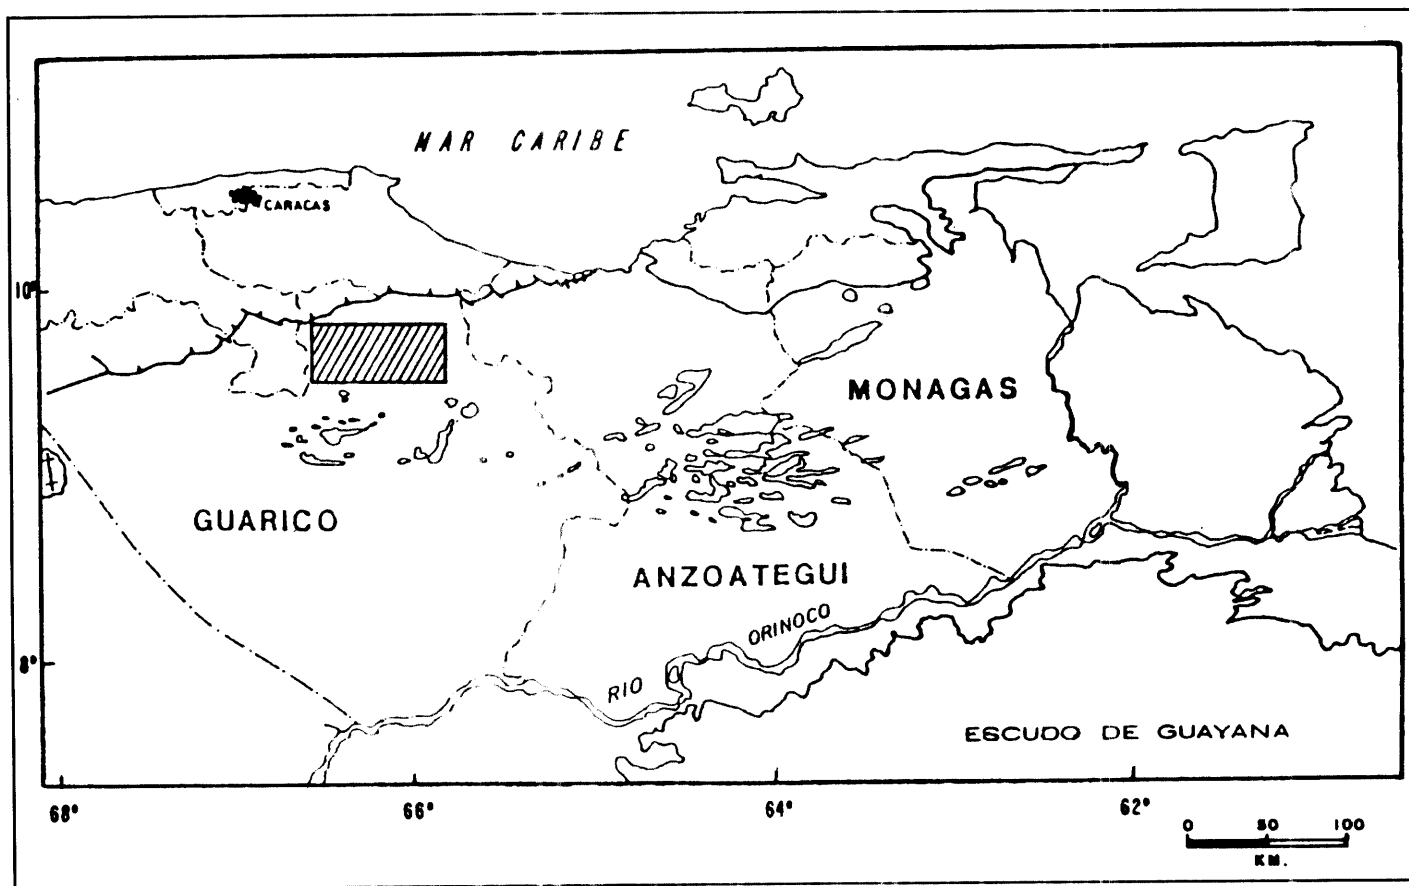 MAR CARIBE
CARACAS
10°
MONAGAS
GUARICO
ANZOATEGUI
RIO ORINOCO
8°
ESCUDO DE GUAYANA
68° 66° 64° 62°
0 50 100
KM.